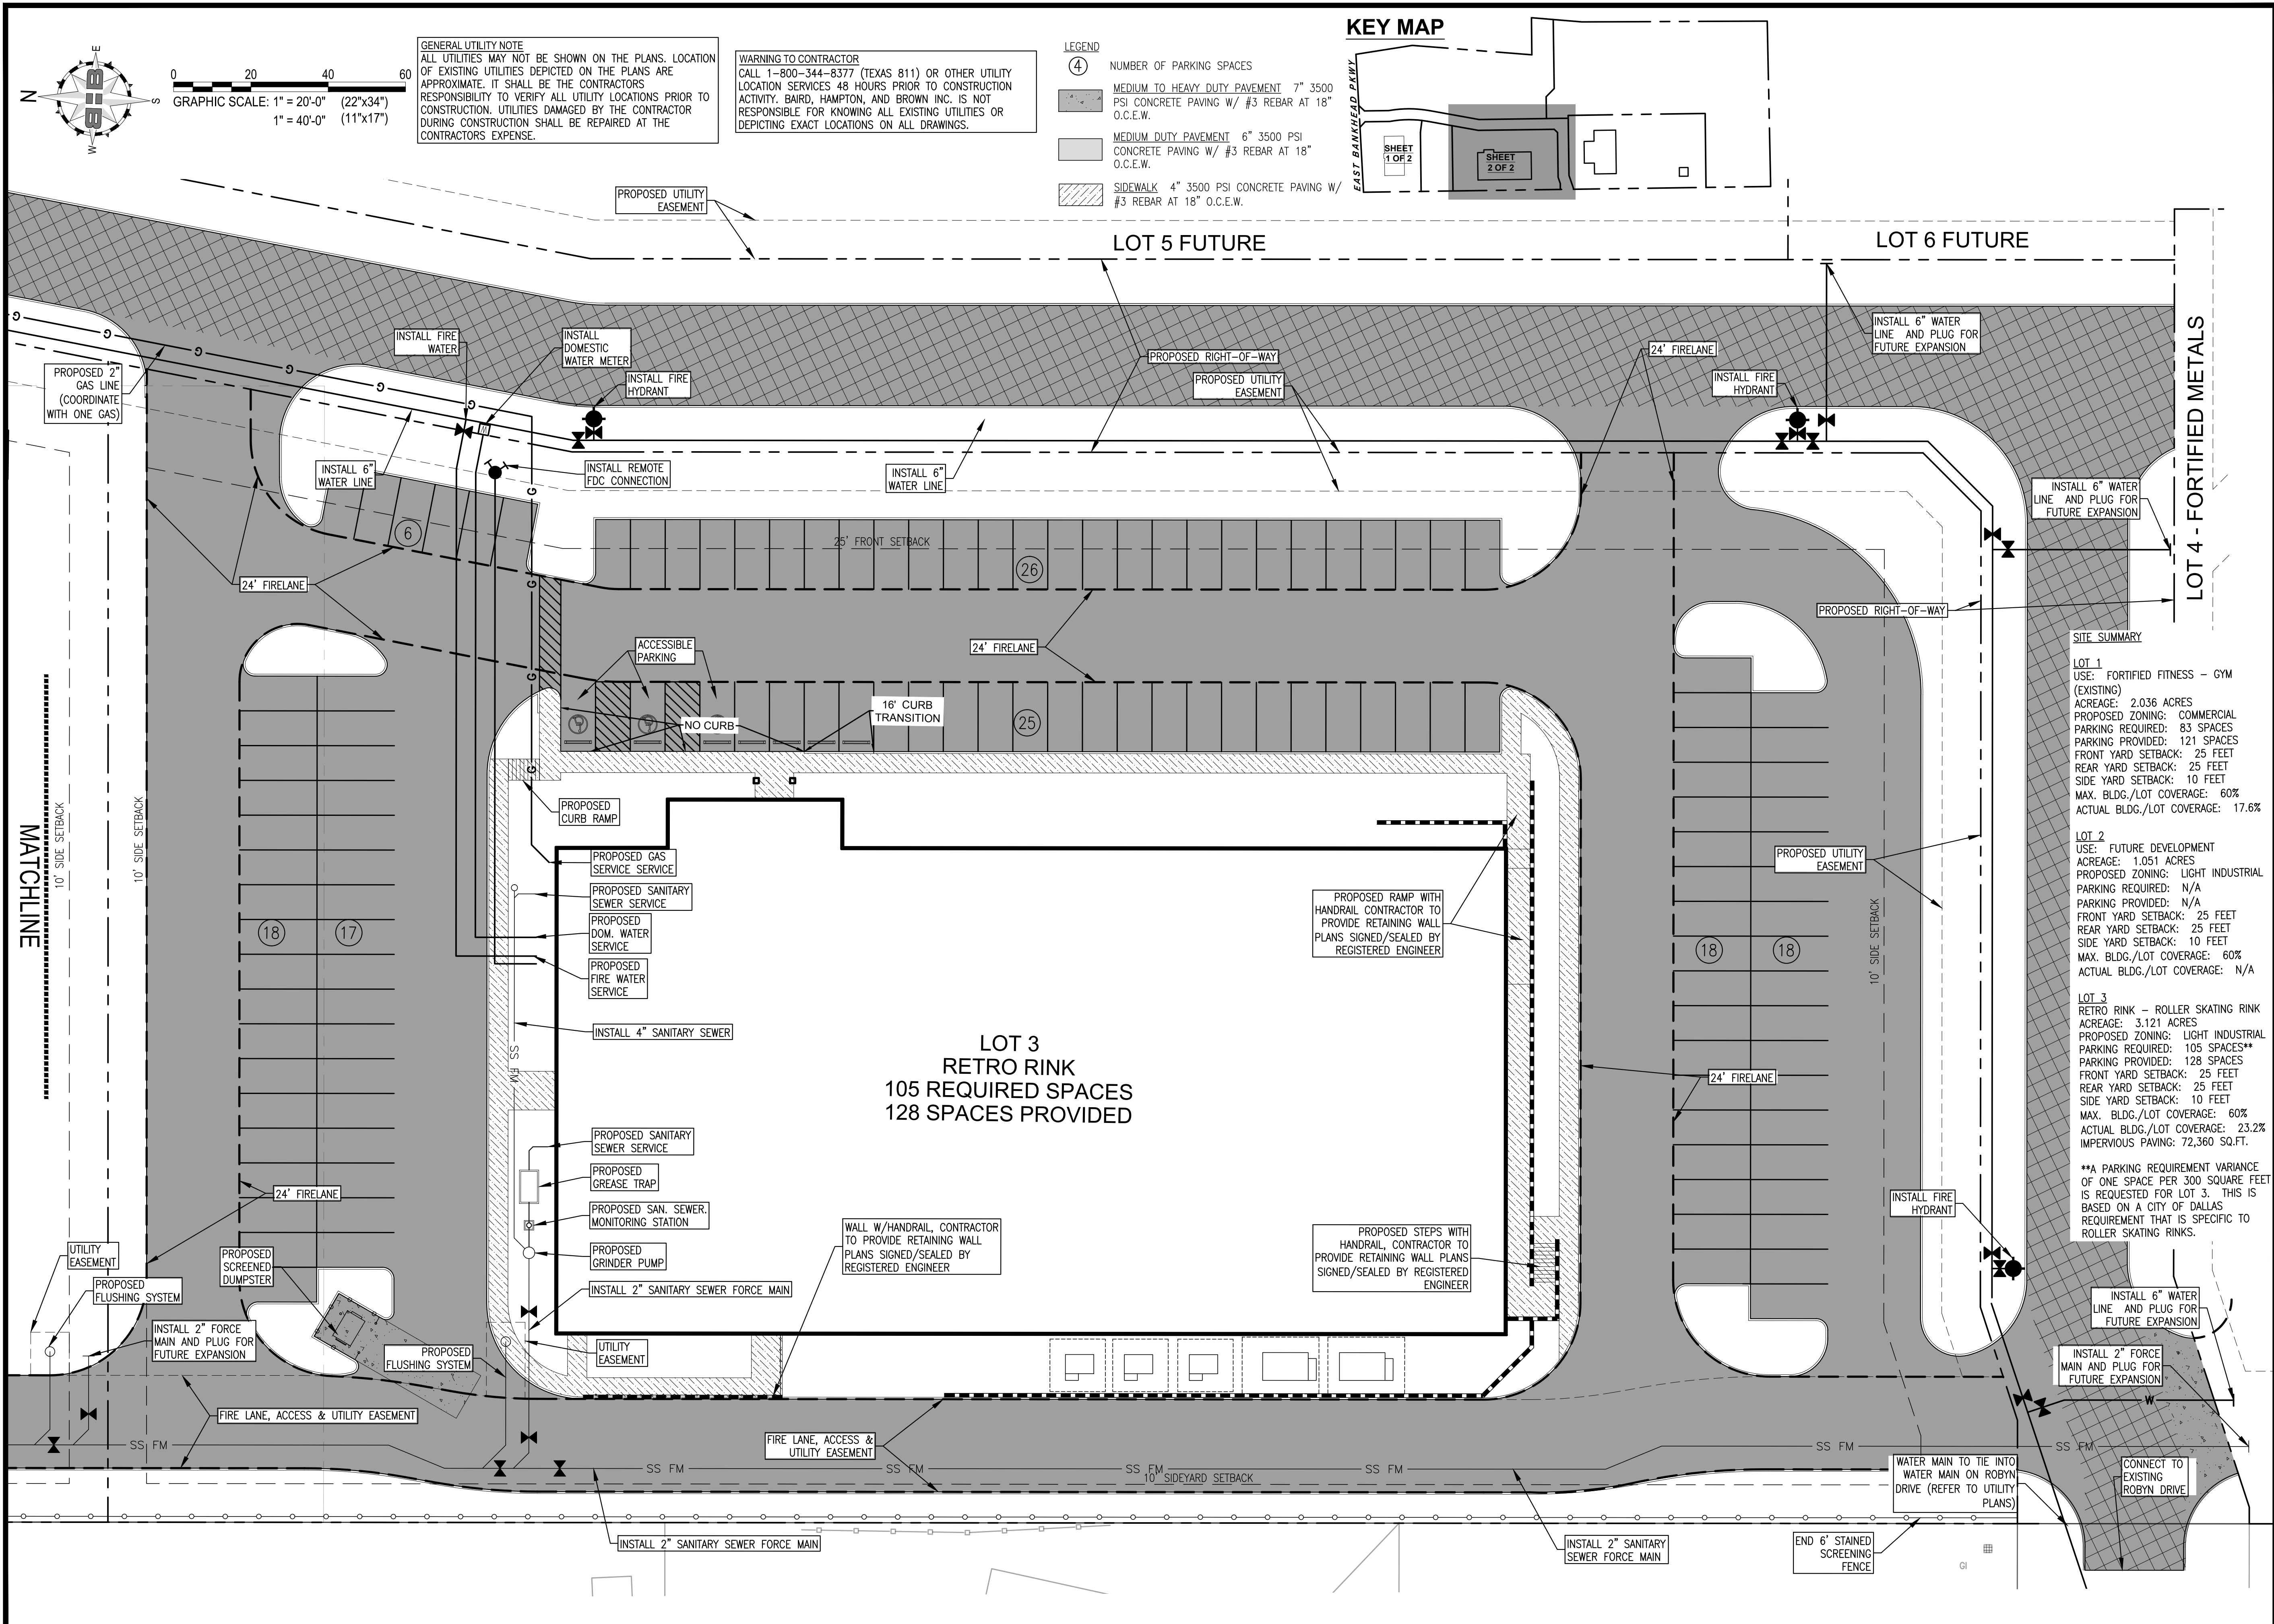 N
E
S
W
BHB
0 20 40 60
GRAPHIC SCALE: 1" = 20'-0" (22"x34")
1" = 40'-0" (11"x17")
GENERAL UTILITY NOTE
ALL UTILITIES MAY NOT BE SHOWN ON THE PLANS. LOCATION
OF EXISTING UTILITIES DEPICTED ON THE PLANS ARE
APPROXIMATE. IT SHALL BE THE CONTRACTORS
RESPONSIBILITY TO VERIFY ALL UTILITY LOCATIONS PRIOR TO
CONSTRUCTION. UTILITIES DAMAGED BY THE CONTRACTOR
DURING CONSTRUCTION SHALL BE REPAIRED AT THE
CONTRACTORS EXPENSE.
WARNING TO CONTRACTOR
CALL 1-800-344-8377 (TEXAS 811) OR OTHER UTILITY
LOCATION SERVICES 48 HOURS PRIOR TO CONSTRUCTION
ACTIVITY. BAIRD, HAMPTON, AND BROWN INC. IS NOT
RESPONSIBLE FOR KNOWING ALL EXISTING UTILITIES OR
DEPICTING EXACT LOCATIONS ON ALL DRAWINGS.
LEGEND
4 NUMBER OF PARKING SPACES
MEDIUM TO HEAVY DUTY PAVEMENT 7" 3500
PSI CONCRETE PAVING W/ #3 REBAR AT 18"
O.C.E.W.
MEDIUM DUTY PAVEMENT 6" 3500 PSI
CONCRETE PAVING W/ #3 REBAR AT 18"
O.C.E.W.
SIDEWALK 4" 3500 PSI CONCRETE PAVING W/
#3 REBAR AT 18" O.C.E.W.
KEY MAP
EAST BANKHEAD PKWY
SHEET
1 OF 2
SHEET
2 OF 2
PROPOSED UTILITY
EASEMENT
LOT 5 FUTURE
LOT 6 FUTURE
LOT 4 - FORTIFIED METALS
PROPOSED 2"
GAS LINE
(COORDINATE
WITH ONE GAS)
G
G
G
G
G
G
G
G
G
G
INSTALL FIRE
WATER
INSTALL
DOMESTIC
WATER METER
INSTALL FIRE
HYDRANT
PROPOSED RIGHT-OF-WAY
PROPOSED UTILITY
EASEMENT
24' FIRELANE
INSTALL FIRE
HYDRANT
INSTALL 6" WATER
LINE AND PLUG FOR
FUTURE EXPANSION
INSTALL 6"
WATER LINE
INSTALL REMOTE
FDC CONNECTION
INSTALL 6"
WATER LINE
INSTALL 6" WATER
LINE AND PLUG FOR
FUTURE EXPANSION
6
25' FRONT SETBACK
26
24' FIRELANE
PROPOSED RIGHT-OF-WAY
ACCESSIBLE
PARKING
24' FIRELANE
NO CURB
16' CURB
TRANSITION
25
MATCHLINE
10' SIDE SETBACK
10' SIDE SETBACK
PROPOSED
CURB RAMP
PROPOSED GAS
SERVICE SERVICE
PROPOSED SANITARY
SEWER SERVICE
PROPOSED
DOM. WATER
SERVICE
PROPOSED
FIRE WATER
SERVICE
18
17
INSTALL 4" SANITARY SEWER
SS FM
PROPOSED RAMP WITH
HANDRAIL CONTRACTOR TO
PROVIDE RETAINING WALL
PLANS SIGNED/SEALED BY
REGISTERED ENGINEER
PROPOSED UTILITY
EASEMENT
10' SIDE SETBACK
18
18
LOT 3
RETRO RINK
105 REQUIRED SPACES
128 SPACES PROVIDED
24' FIRELANE
PROPOSED SANITARY
SEWER SERVICE
PROPOSED
GREASE TRAP
PROPOSED SAN. SEWER.
MONITORING STATION
PROPOSED
GRINDER PUMP
INSTALL 2" SANITARY SEWER FORCE MAIN
UTILITY
EASEMENT
WALL W/HANDRAIL, CONTRACTOR
TO PROVIDE RETAINING WALL
PLANS SIGNED/SEALED BY
REGISTERED ENGINEER
PROPOSED STEPS WITH
HANDRAIL, CONTRACTOR TO
PROVIDE RETAINING WALL PLANS
SIGNED/SEALED BY REGISTERED
ENGINEER
INSTALL FIRE
HYDRANT
24' FIRELANE
UTILITY
EASEMENT
PROPOSED
FLUSHING SYSTEM
PROPOSED
SCREENED
DUMPSTER
INSTALL 2" FORCE
MAIN AND PLUG FOR
FUTURE EXPANSION
PROPOSED
FLUSHING SYSTEM
FIRE LANE, ACCESS & UTILITY EASEMENT
FIRE LANE, ACCESS &
UTILITY EASEMENT
SS FM
SS FM
SS FM
SS FM
SS FM
SS FM
SS FM
10' SIDEYARD SETBACK
W
INSTALL 2" SANITARY SEWER FORCE MAIN
INSTALL 2" SANITARY
SEWER FORCE MAIN
SITE SUMMARY
LOT 1
USE: FORTIFIED FITNESS - GYM
(EXISTING)
ACREAGE: 2.036 ACRES
PROPOSED ZONING: COMMERCIAL
PARKING REQUIRED: 83 SPACES
PARKING PROVIDED: 121 SPACES
FRONT YARD SETBACK: 25 FEET
REAR YARD SETBACK: 25 FEET
SIDE YARD SETBACK: 10 FEET
MAX. BLDG./LOT COVERAGE: 60%
ACTUAL BLDG./LOT COVERAGE: 17.6%
LOT 2
USE: FUTURE DEVELOPMENT
ACREAGE: 1.051 ACRES
PROPOSED ZONING: LIGHT INDUSTRIAL
PARKING REQUIRED: N/A
PARKING PROVIDED: N/A
FRONT YARD SETBACK: 25 FEET
REAR YARD SETBACK: 25 FEET
SIDE YARD SETBACK: 10 FEET
MAX. BLDG./LOT COVERAGE: 60%
ACTUAL BLDG./LOT COVERAGE: N/A
LOT 3
RETRO RINK - ROLLER SKATING RINK
ACREAGE: 3.121 ACRES
PROPOSED ZONING: LIGHT INDUSTRIAL
PARKING REQUIRED: 105 SPACES**
PARKING PROVIDED: 128 SPACES
FRONT YARD SETBACK: 25 FEET
REAR YARD SETBACK: 25 FEET
SIDE YARD SETBACK: 10 FEET
MAX. BLDG./LOT COVERAGE: 60%
ACTUAL BLDG./LOT COVERAGE: 23.2%
IMPERVIOUS PAVING: 72,360 SQ.FT.
**A PARKING REQUIREMENT VARIANCE
OF ONE SPACE PER 300 SQUARE FEET
IS REQUESTED FOR LOT 3. THIS IS
BASED ON A CITY OF DALLAS
REQUIREMENT THAT IS SPECIFIC TO
ROLLER SKATING RINKS.
INSTALL 6" WATER
LINE AND PLUG FOR
FUTURE EXPANSION
INSTALL 2" FORCE
MAIN AND PLUG FOR
FUTURE EXPANSION
WATER MAIN TO TIE INTO
WATER MAIN ON ROBYN
DRIVE (REFER TO UTILITY
PLANS)
CONNECT TO
EXISTING
ROBYN DRIVE
END 6' STAINED
SCREENING
FENCE
GI